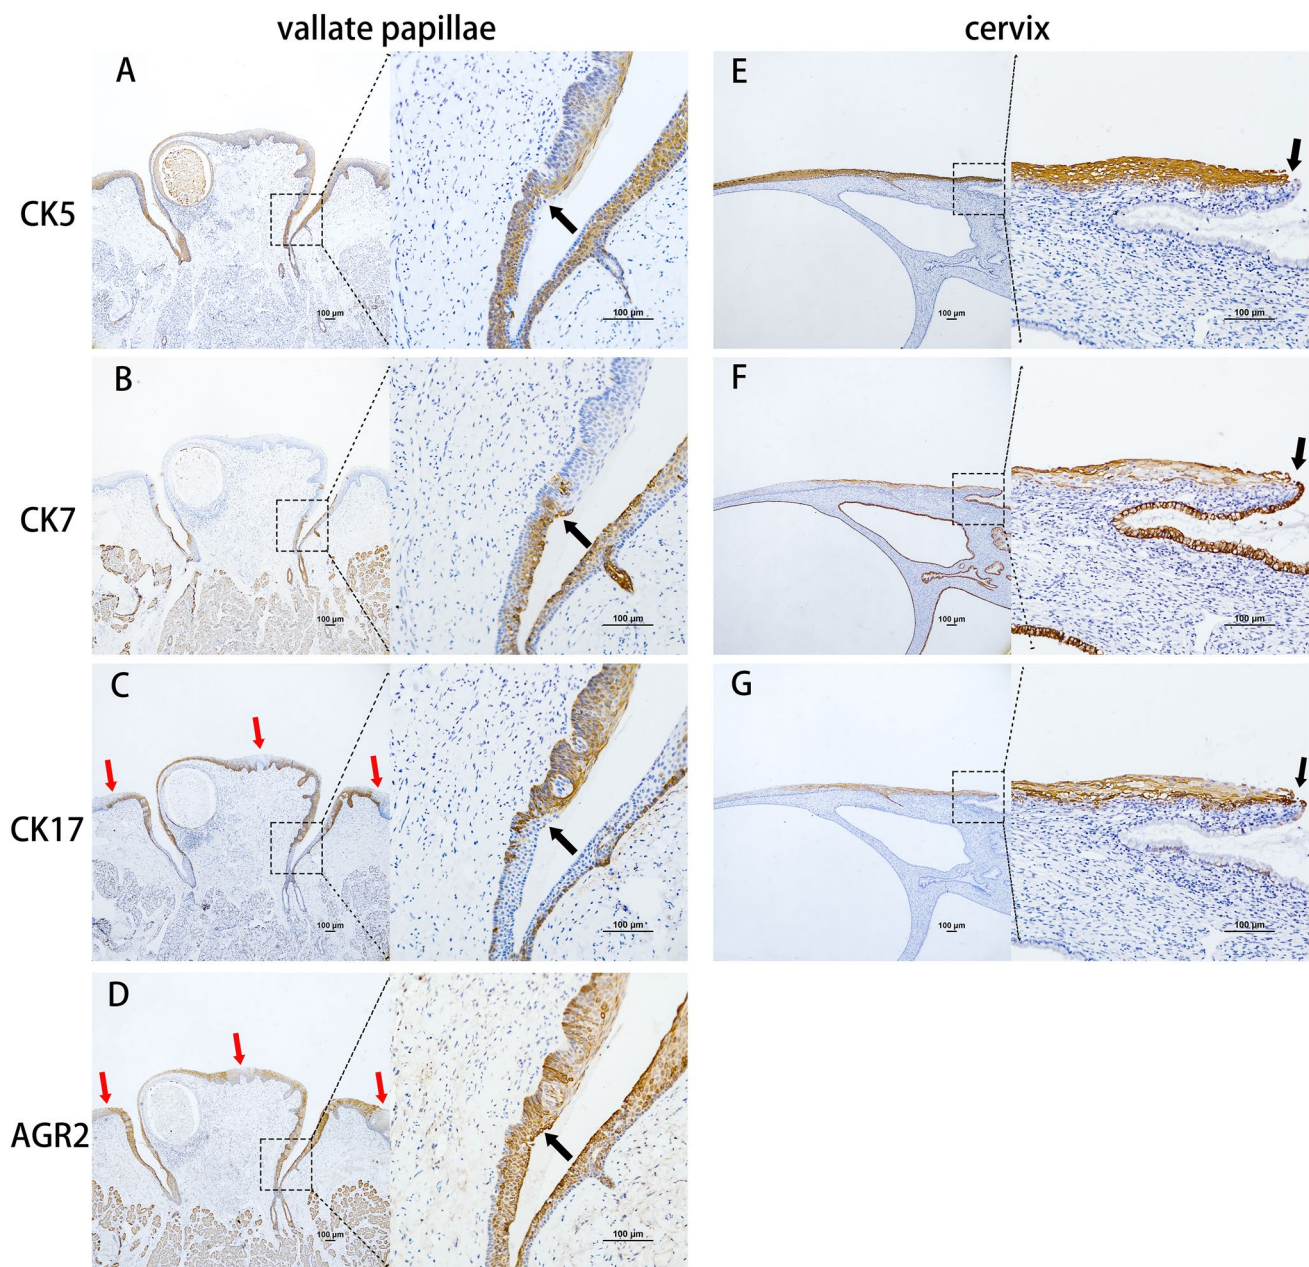 vallate papillae cervix
A E
CK5
100 µm 100 µm 100 µm 100 µm
B F
CK7
100 µm 100 µm 100 µm 100 µm
C G
CK17
100 µm 100 µm 100 µm 100 µm
D
AGR2
100 µm 100 µm